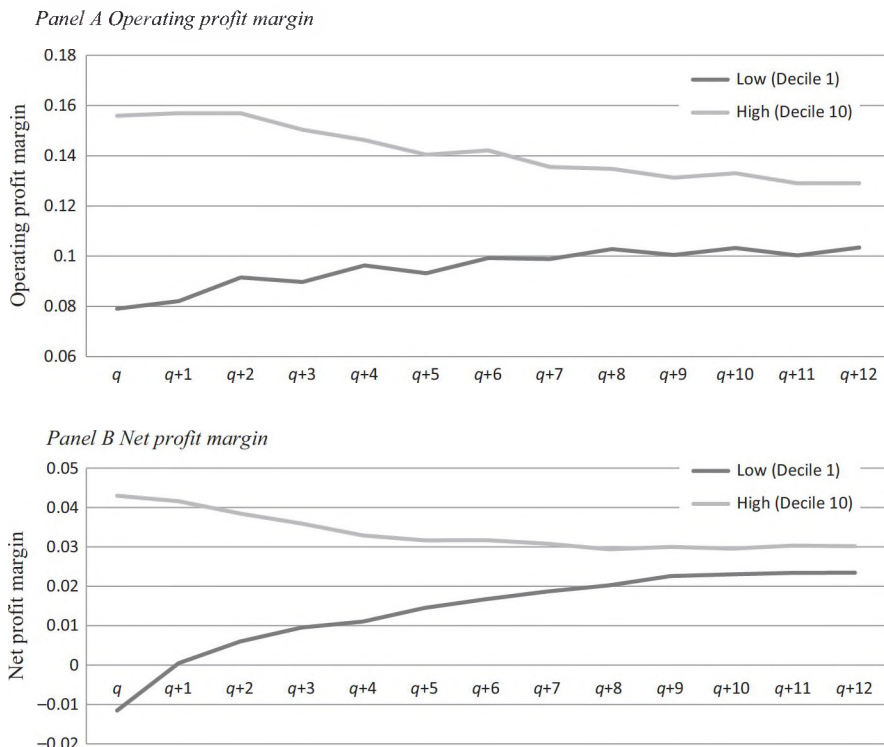 Panel A Operating profit margin
0.18
0.16
0.14
0.12
0.1
0.08
0.06
Operating profit margin
Low (Decile 1)
High (Decile 10)
q q+1 q+2 q+3 q+4 q+5 q+6 q+7 q+8 q+9 q+10 q+11 q+12
Panel B Net profit margin
0.05
0.04
0.03
0.02
0.01
0
–0.01
–0.02
Net profit margin
Low (Decile 1)
High (Decile 10)
q q+1 q+2 q+3 q+4 q+5 q+6 q+7 q+8 q+9 q+10 q+11 q+12